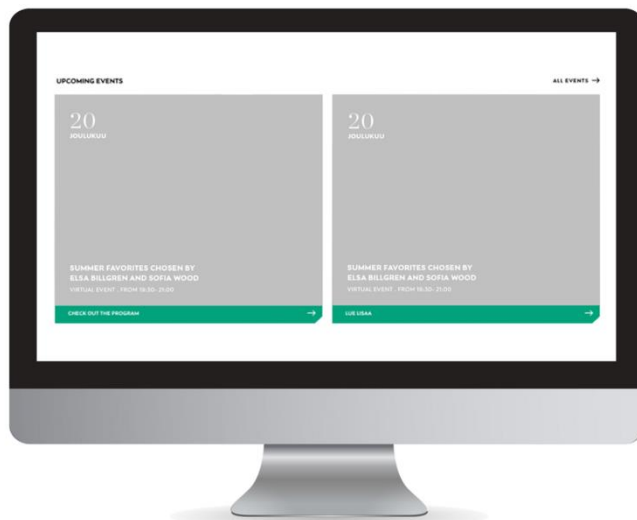 UPCOMING EVENTS
ALL EVENTS →
20
JOULUKUU
SUMMER FAVORITES CHOSEN BY
ELSA BILLGREN AND SOFIA WOOD
VIRTUAL EVENT . FROM 19:30- 21:00
CHECK OUT THE PROGRAM →
20
JOULUKUU
SUMMER FAVORITES CHOSEN BY
ELSA BILLGREN AND SOFIA WOOD
VIRTUAL EVENT . FROM 19:30- 21:00
LUE LISAA →